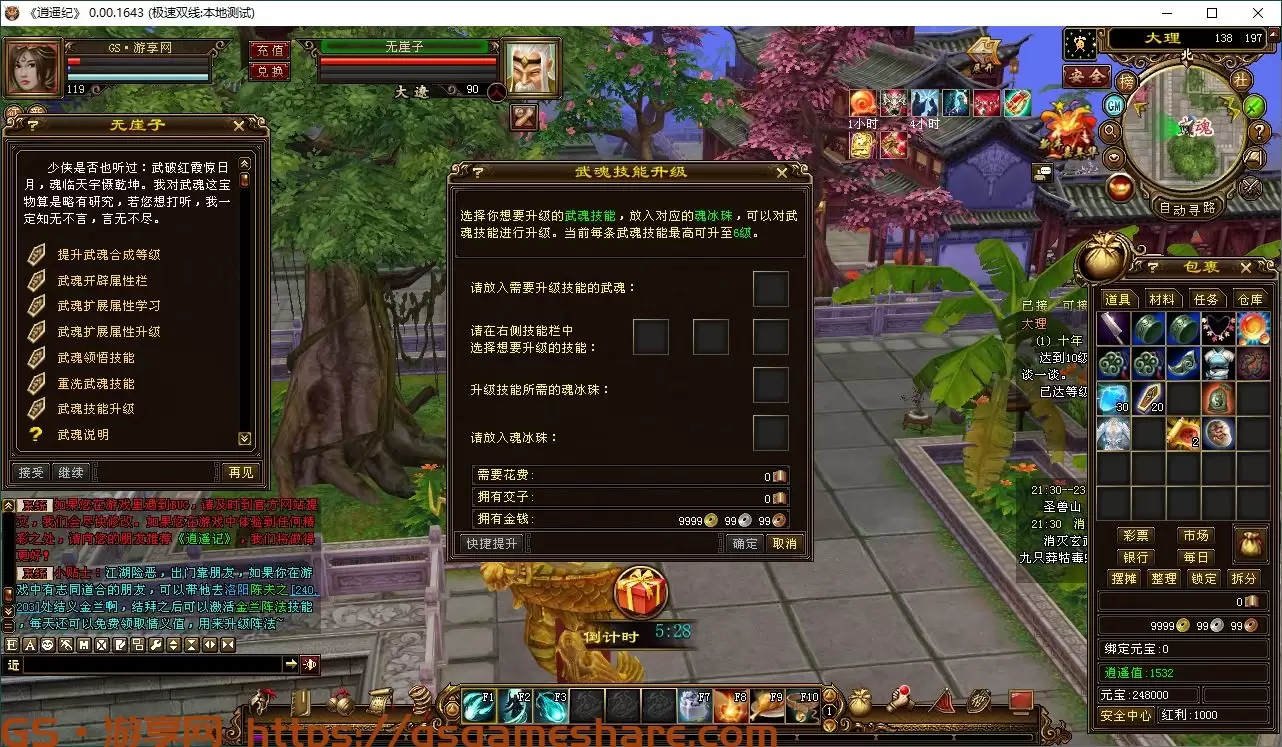 《逍遥纪》 0.00.1643 (极速双线:本地测试)
GS·游享网
119
充值
兑换
无崖子
大遼
90
展开
大理
138 197
北
安全
榜
社
GM
自动寻路
1小时
4小时
无崖子
少侠是否也听过：武破红霞惊日
月，魂临天宇摄乾坤。我对武魂这宝
物算是略有研究，若您想打听，我一
定知无不言，言无不尽。
提升武魂合成等级
武魂开辟属性栏
武魂扩展属性学习
武魂扩展属性升级
武魂领悟技能
重洗武魂技能
武魂技能升级
武魂说明
接受
继续
再见
武魂技能升级
选择你想要升级的武魂技能，放入对应的魂冰珠，可以对武
魂技能进行升级。当前每条武魂技能最高可升至6级。
请放入需要升级技能的武魂：
请在右侧技能栏中
选择想要升级的技能：
升级技能所需的魂冰珠：
请放入魂冰珠：
需要花费:
0
拥有交子:
0
拥有金钱:
9999 99 99
快捷提升
确定
取消
包裹
道具
材料
任务
仓库
30
20
2
彩票
市场
银行
每日
摆摊
整理
锁定
拆分
0
9999 99 99
绑定元宝:0
逍遥值:1532
元宝:248000
安全中心
红利:1000
已接 可接
大理
(1) 十年
达到10级
谈一谈。
已达等级
21:30--23
圣兽山
21:30 消
消灭玄武
九只莽牯毒
系统 如果您在游戏里遇到BUG，请及时到官方网站提
交，我们会尽快修改。如果您在游戏中体验到任何精
彩之处，请向您的朋友推荐《逍遥记》，我们将做得
更好！
系统 小贴士：江湖险恶，出门靠朋友，如果你在游
戏中有志同道合的朋友，可以带他去洛阳陈夫之[240,
203]处结义金兰啊，结拜之后可以激活金兰阵法技能
，每天还可以免费领取情义值，用来升级阵法~
近
倒计时
5:28
F1 F2 F3 F7 F8 F9 F10
1
GS·游享网 https://gsgameshare.com